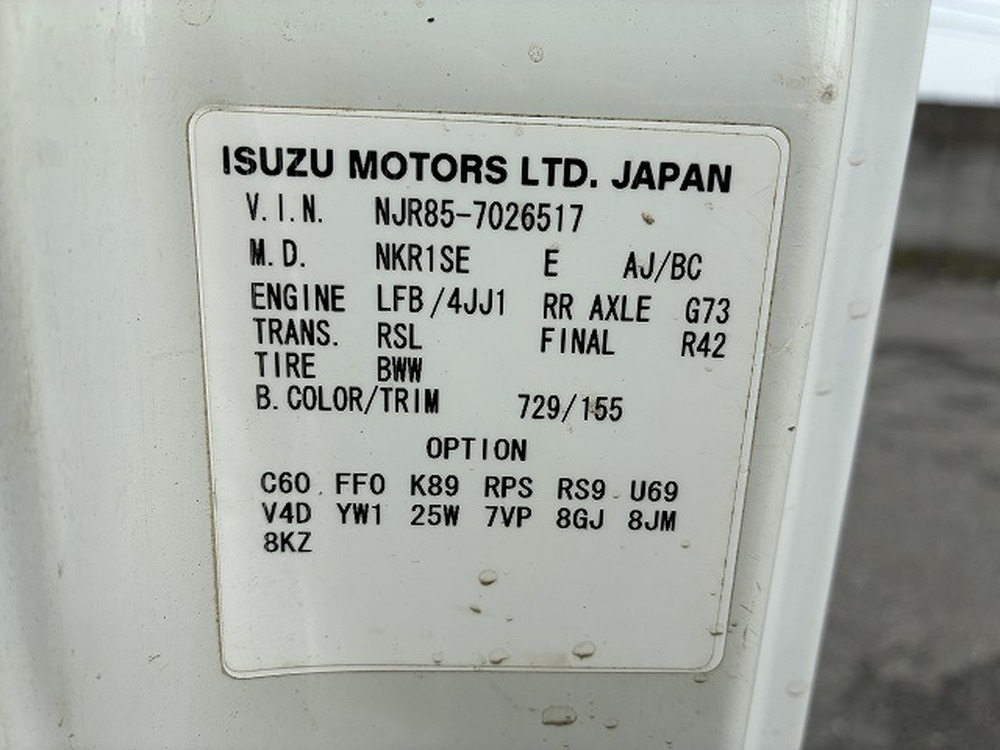 ISUZU MOTORS LTD. JAPAN
V.I.N. NJR85-7026517
M.D. NKR1SE E AJ/BC
ENGINE LFB/4JJ1 RR AXLE G73
TRANS. RSL FINAL R42
TIRE BWW
B.COLOR/TRIM 729/155
OPTION
C60 FF0 K89 RPS RS9 U69
V4D YW1 25W 7VP 8GJ 8JM
8KZ